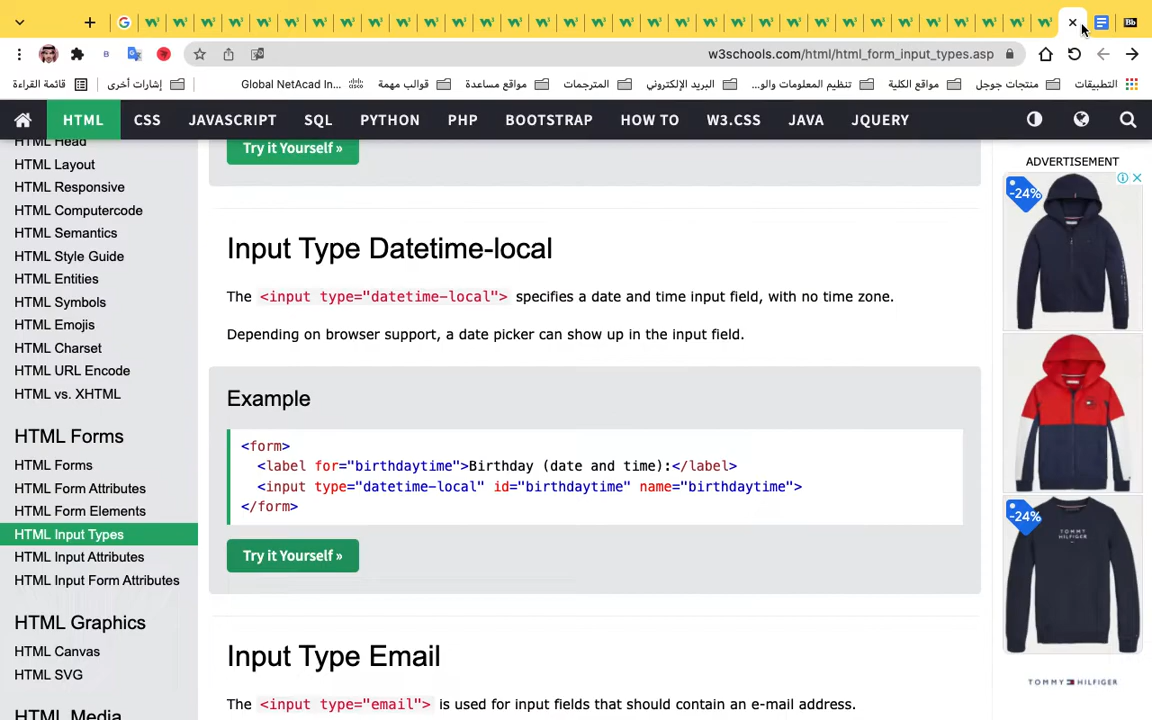 w3schools.com/html/html_form_input_types.asp
التطبيقات
منتجات جوجل
مواقع الكلية
تنظيم المعلومات والو...
البريد الإلكتروني
المترجمات
مواقع مساعدة
قوالب مهمة
Global NetAcad In...
إشارات أخرى
قائمة القراءة
HTML CSS JAVASCRIPT SQL PYTHON PHP BOOTSTRAP HOW TO W3.CSS JAVA JQUERY
HTML Head
HTML Layout
HTML Responsive
HTML Computercode
HTML Semantics
HTML Style Guide
HTML Entities
HTML Symbols
HTML Emojis
HTML Charset
HTML URL Encode
HTML vs. XHTML
HTML Forms
HTML Forms
HTML Form Attributes
HTML Form Elements
HTML Input Types
HTML Input Attributes
HTML Input Form Attributes
HTML Graphics
HTML Canvas
HTML SVG
HTML Media
Try it Yourself »
Input Type Datetime-local
The <input type="datetime-local"> specifies a date and time input field, with no time zone.
Depending on browser support, a date picker can show up in the input field.
Example
<form>
<label for="birthdaytime">Birthday (date and time):</label>
<input type="datetime-local" id="birthdaytime" name="birthdaytime">
</form>
Try it Yourself »
Input Type Email
The <input type="email"> is used for input fields that should contain an e-mail address.
ADVERTISEMENT
-24%
-24%
TOMMY
HILFIGER
TOMMY HILFIGER